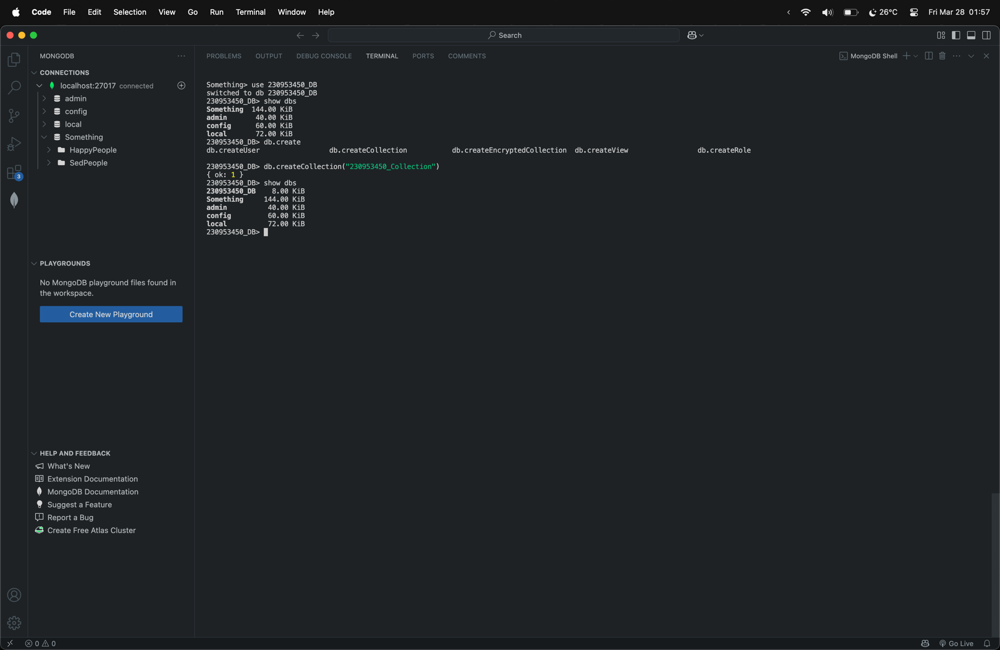 Code File Edit Selection View Go Run Terminal Window Help 26°C Fri Mar 28 01:57
Search
MONGODB
CONNECTIONS
localhost:27017 connected
admin
config
local
Something
HappyPeople
SedPeople
3
PLAYGROUNDS
No MongoDB playground files found in
the workspace.
Create New Playground
HELP AND FEEDBACK
What's New
Extension Documentation
MongoDB Documentation
Suggest a Feature
Report a Bug
Create Free Atlas Cluster
PROBLEMS OUTPUT DEBUG CONSOLE TERMINAL PORTS COMMENTS MongoDB Shell
Something> use 230953450_DB
switched to db 230953450_DB
230953450_DB> show dbs
Something 144.00 KiB
admin 40.00 KiB
config 60.00 KiB
local 72.00 KiB
230953450_DB> db.create
db.createUser db.createCollection db.createEncryptedCollection db.createView db.createRole
230953450_DB> db.createCollection("230953450_Collection")
{ ok: 1 }
230953450_DB> show dbs
230953450_DB 8.00 KiB
Something 144.00 KiB
admin 40.00 KiB
config 60.00 KiB
local 72.00 KiB
230953450_DB>
0 0 Go Live